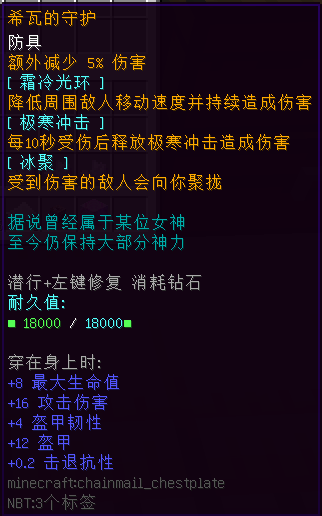 希瓦的守护
防具
额外减少 5% 伤害
[ 霜冷光环 ]
降低周围敌人移动速度并持续造成伤害
[ 极寒冲击 ]
每10秒受伤后释放极寒冲击造成伤害
[ 冰聚 ]
受到伤害的敌人会向你聚拢
据说曾经属于某位女神
至今仍保持大部分神力
潜行+左键修复 消耗钻石
耐久值:
■ 18000 / 18000■
穿在身上时:
+8 最大生命值
+16 攻击伤害
+4 盔甲韧性
+12 盔甲
+0.2 击退抗性
minecraft:chainmail_chestplate
NBT:3个标签